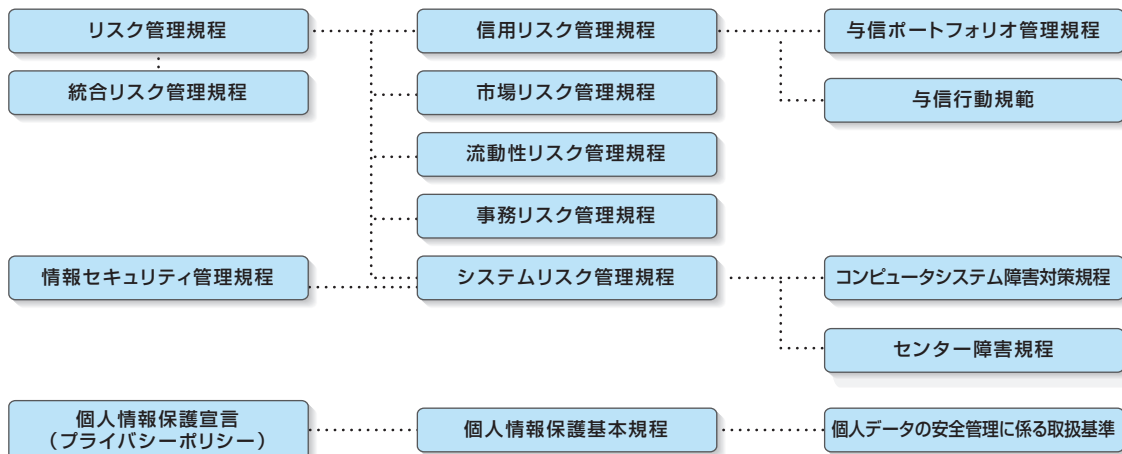 リスク管理規程
信用リスク管理規程
与信ポートフォリオ管理規程
統合リスク管理規程
市場リスク管理規程
与信行動規範
流動性リスク管理規程
事務リスク管理規程
情報セキュリティ管理規程
システムリスク管理規程
コンピュータシステム障害対策規程
センター障害規程
個人情報保護宣言
（プライバシーポリシー）
個人情報保護基本規程
個人データの安全管理に係る取扱基準